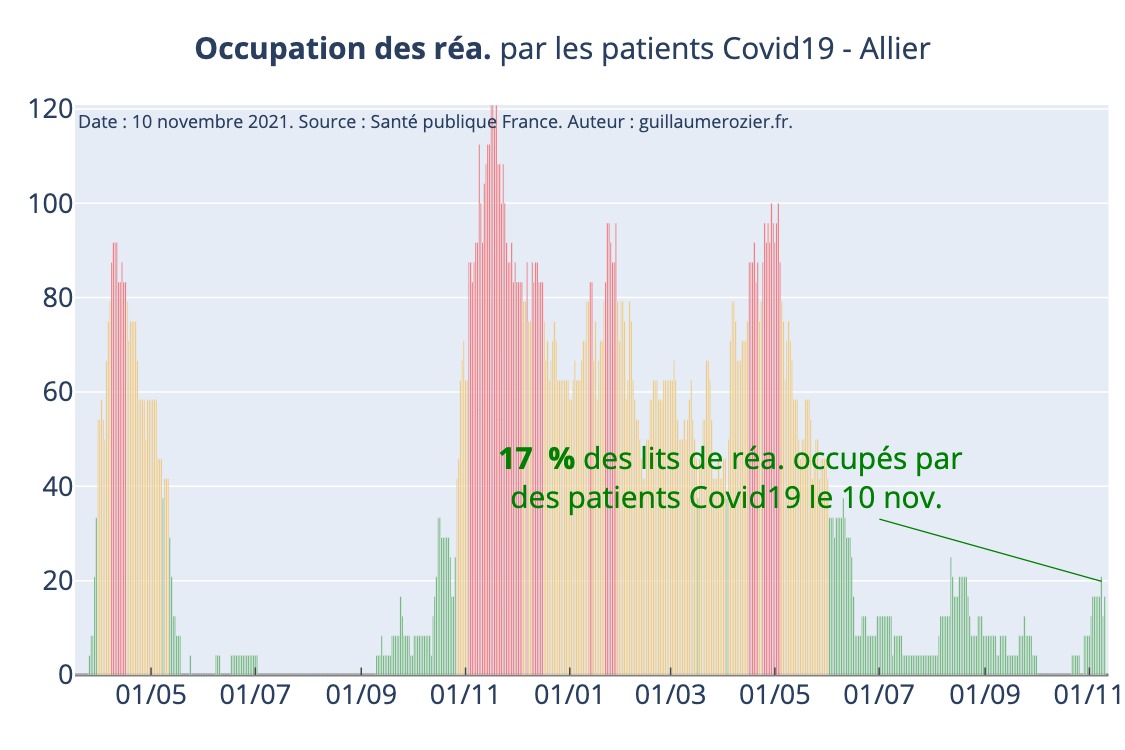 Occupation des réa. par les patients Covid19 - Allier
120
Date : 10 novembre 2021. Source : Santé publique France. Auteur : guillaumerozier.fr.
100
80
60
17 % des lits de réa. occupés par
des patients Covid19 le 10 nov.
40
20
0
01/05 01/07 01/09 01/11 01/01 01/03 01/05 01/07 01/09 01/11